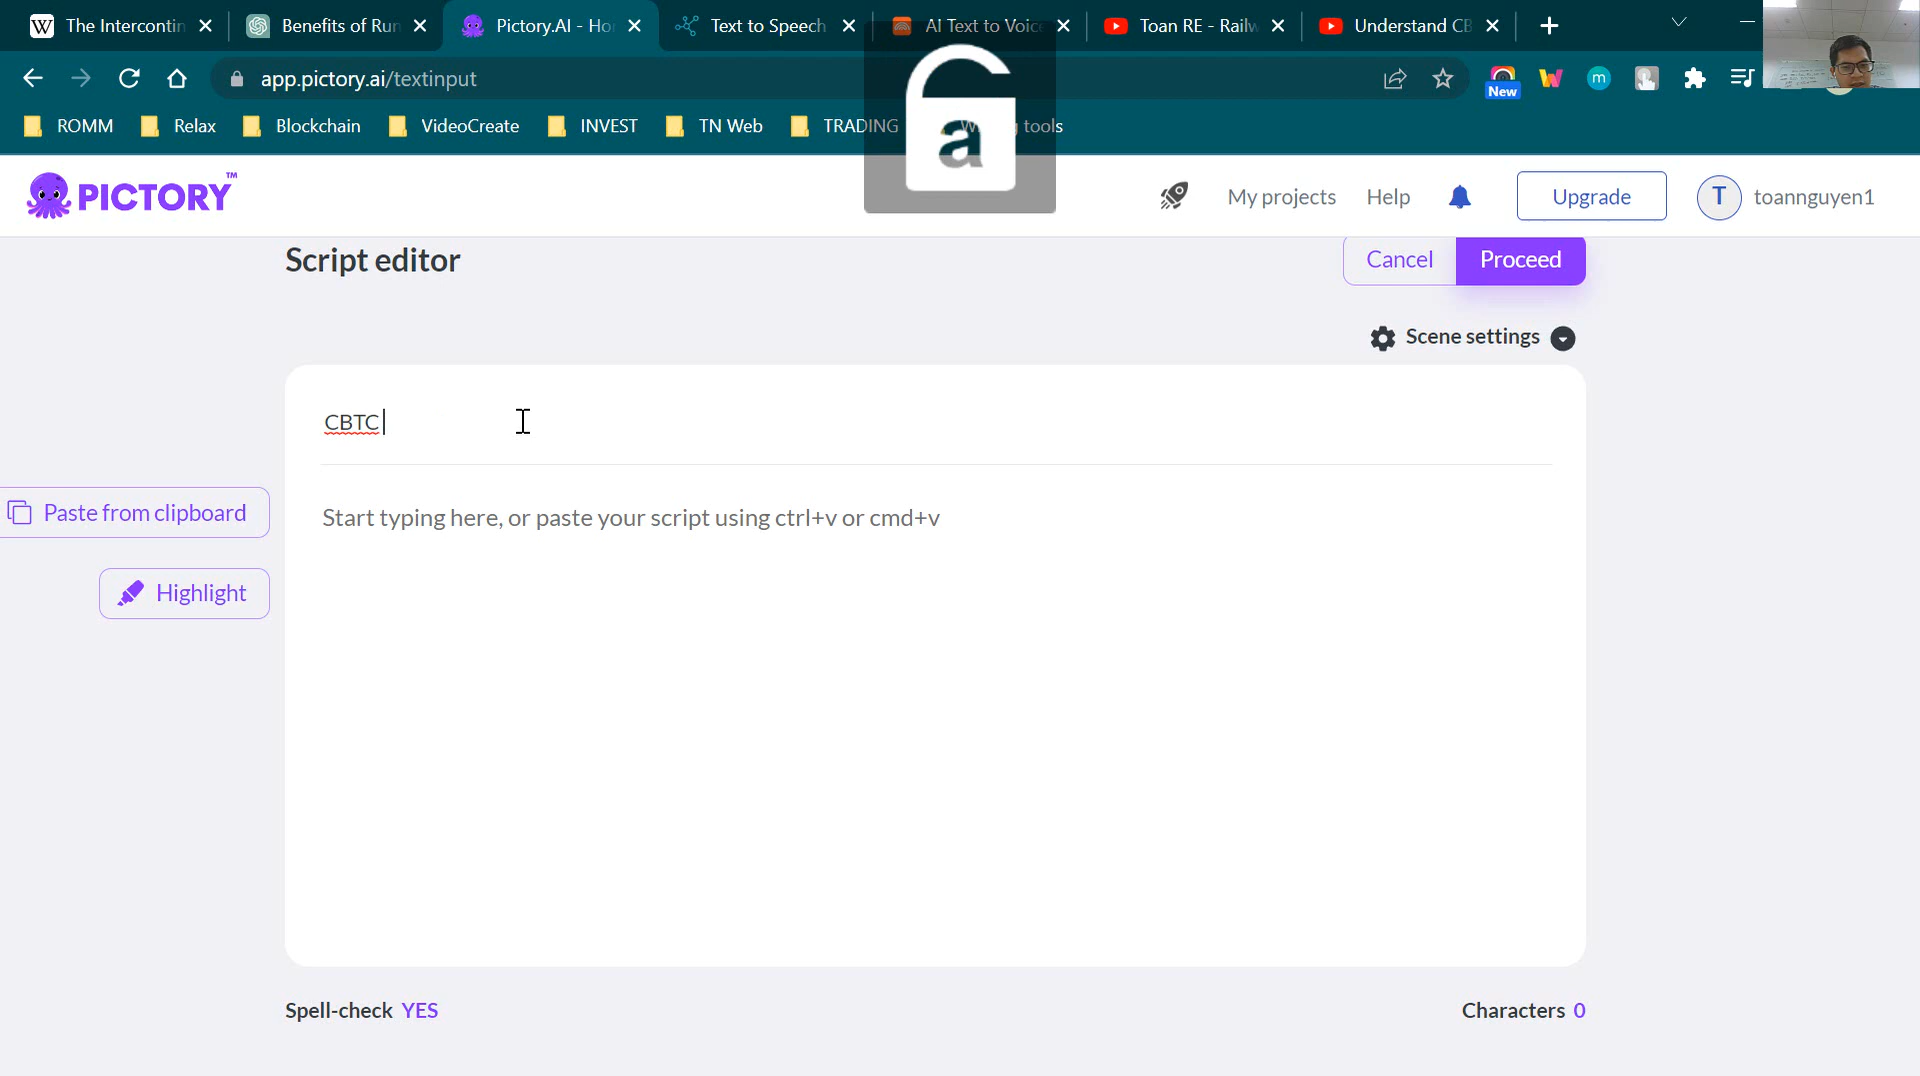 The Intercontin
Benefits of Run
Pictory.AI - Ho
Text to Speech
AI Text to Voice
Toan RE - Railw
Understand CB
app.pictory.ai/textinput
New
m
ROMM
Relax
Blockchain
VideoCreate
INVEST
TN Web
TRADING
tools
a
PICTORY™
My projects
Help
Upgrade
T
toannguyen1
Script editor
Cancel
Proceed
Scene settings
CBTC
Paste from clipboard
Start typing here, or paste your script using ctrl+v or cmd+v
Highlight
Spell-check YES
Characters 0